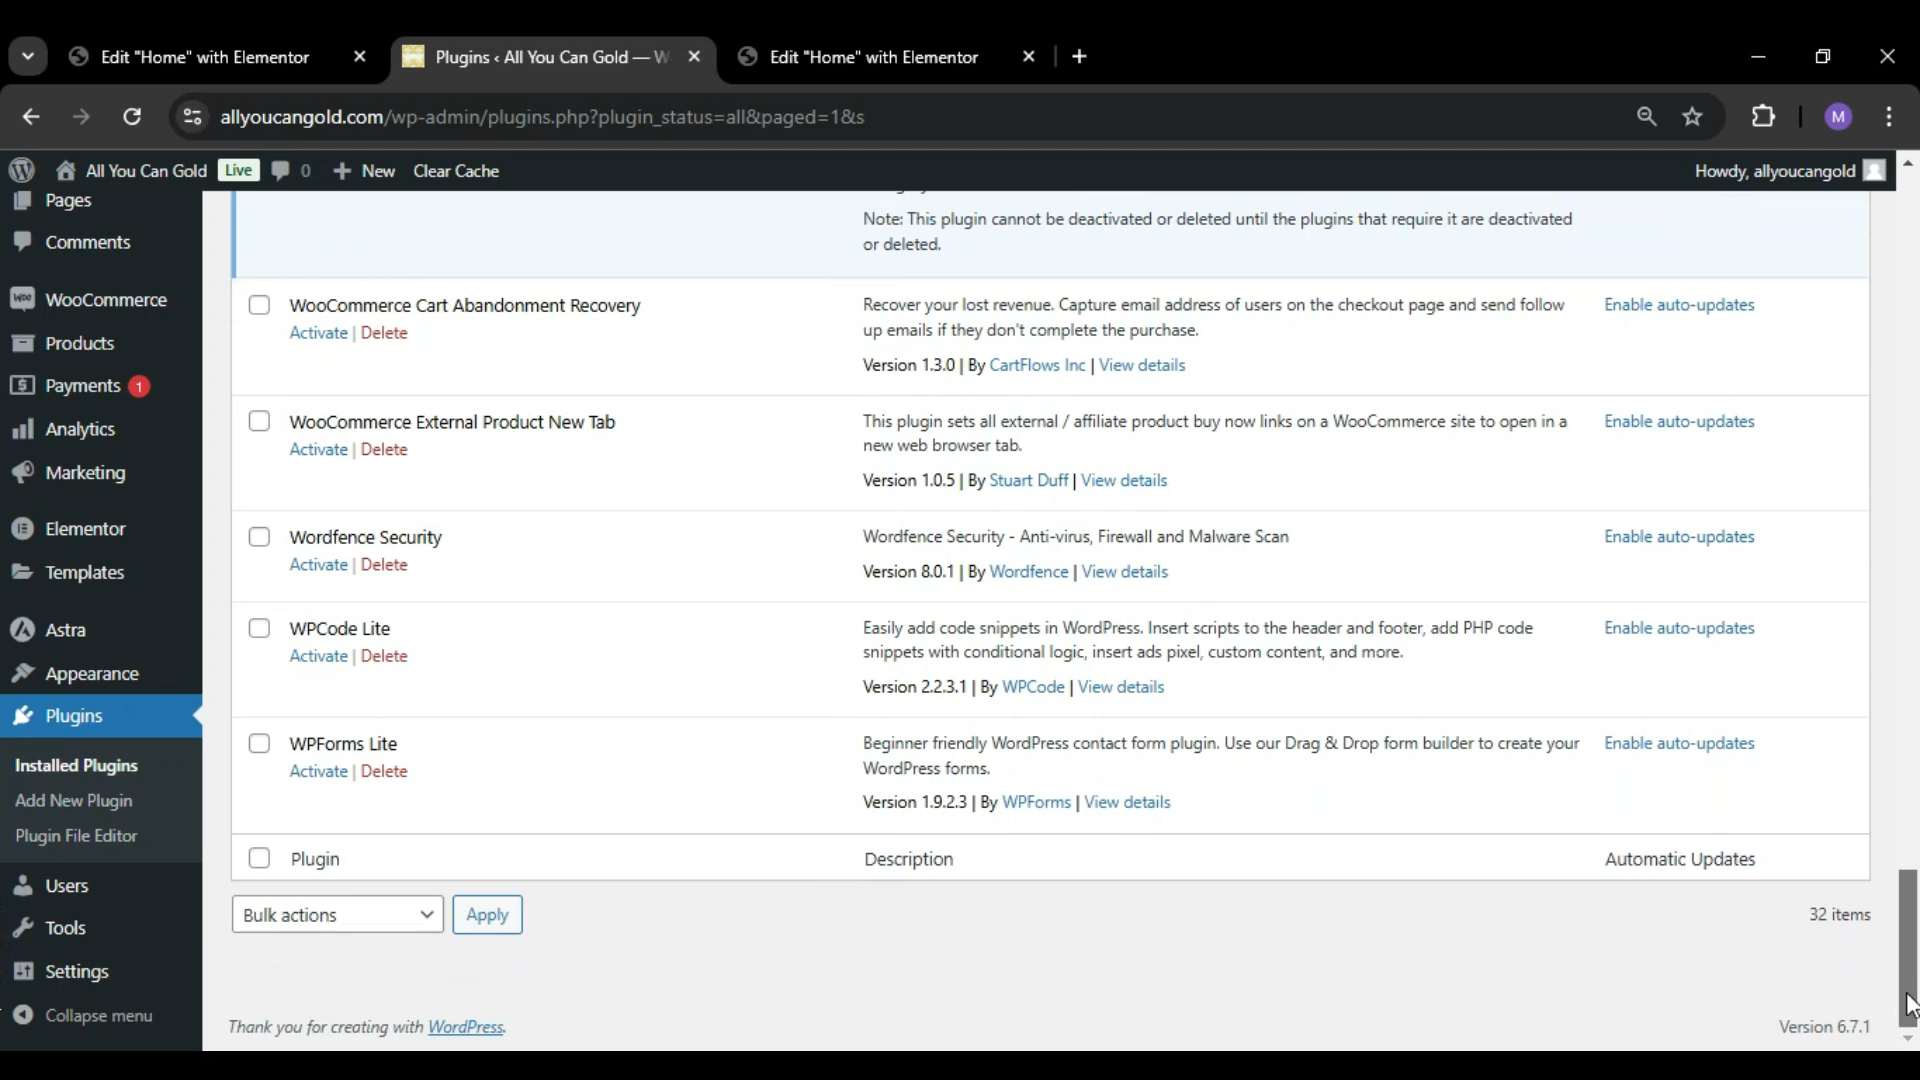 Edit "Home" with Elementor
Plugins ‹ All You Can Gold — W
Edit "Home" with Elementor
allyoucangold.com/wp-admin/plugins.php?plugin_status=all&paged=1&s
M
All You Can Gold
Live
0
New
Clear Cache
Howdy, allyoucangold
Pages
Comments
WooCommerce
Products
Payments 1
Analytics
Marketing
Elementor
Templates
Astra
Appearance
Plugins
Installed Plugins
Add New Plugin
Plugin File Editor
Users
Tools
Settings
Collapse menu
Note: This plugin cannot be deactivated or deleted until the plugins that require it are deactivated
or deleted.
WooCommerce Cart Abandonment Recovery
Activate | Delete
Recover your lost revenue. Capture email address of users on the checkout page and send follow
up emails if they don't complete the purchase.
Version 1.3.0 | By CartFlows Inc | View details
Enable auto-updates
WooCommerce External Product New Tab
Activate | Delete
This plugin sets all external / affiliate product buy now links on a WooCommerce site to open in a
new web browser tab.
Version 1.0.5 | By Stuart Duff | View details
Enable auto-updates
Wordfence Security
Activate | Delete
Wordfence Security - Anti-virus, Firewall and Malware Scan
Version 8.0.1 | By Wordfence | View details
Enable auto-updates
WPCode Lite
Activate | Delete
Easily add code snippets in WordPress. Insert scripts to the header and footer, add PHP code
snippets with conditional logic, insert ads pixel, custom content, and more.
Version 2.2.3.1 | By WPCode | View details
Enable auto-updates
WPForms Lite
Activate | Delete
Beginner friendly WordPress contact form plugin. Use our Drag & Drop form builder to create your
WordPress forms.
Version 1.9.2.3 | By WPForms | View details
Enable auto-updates
Plugin
Description
Automatic Updates
Bulk actions
Apply
32 items
Thank you for creating with WordPress.
Version 6.7.1